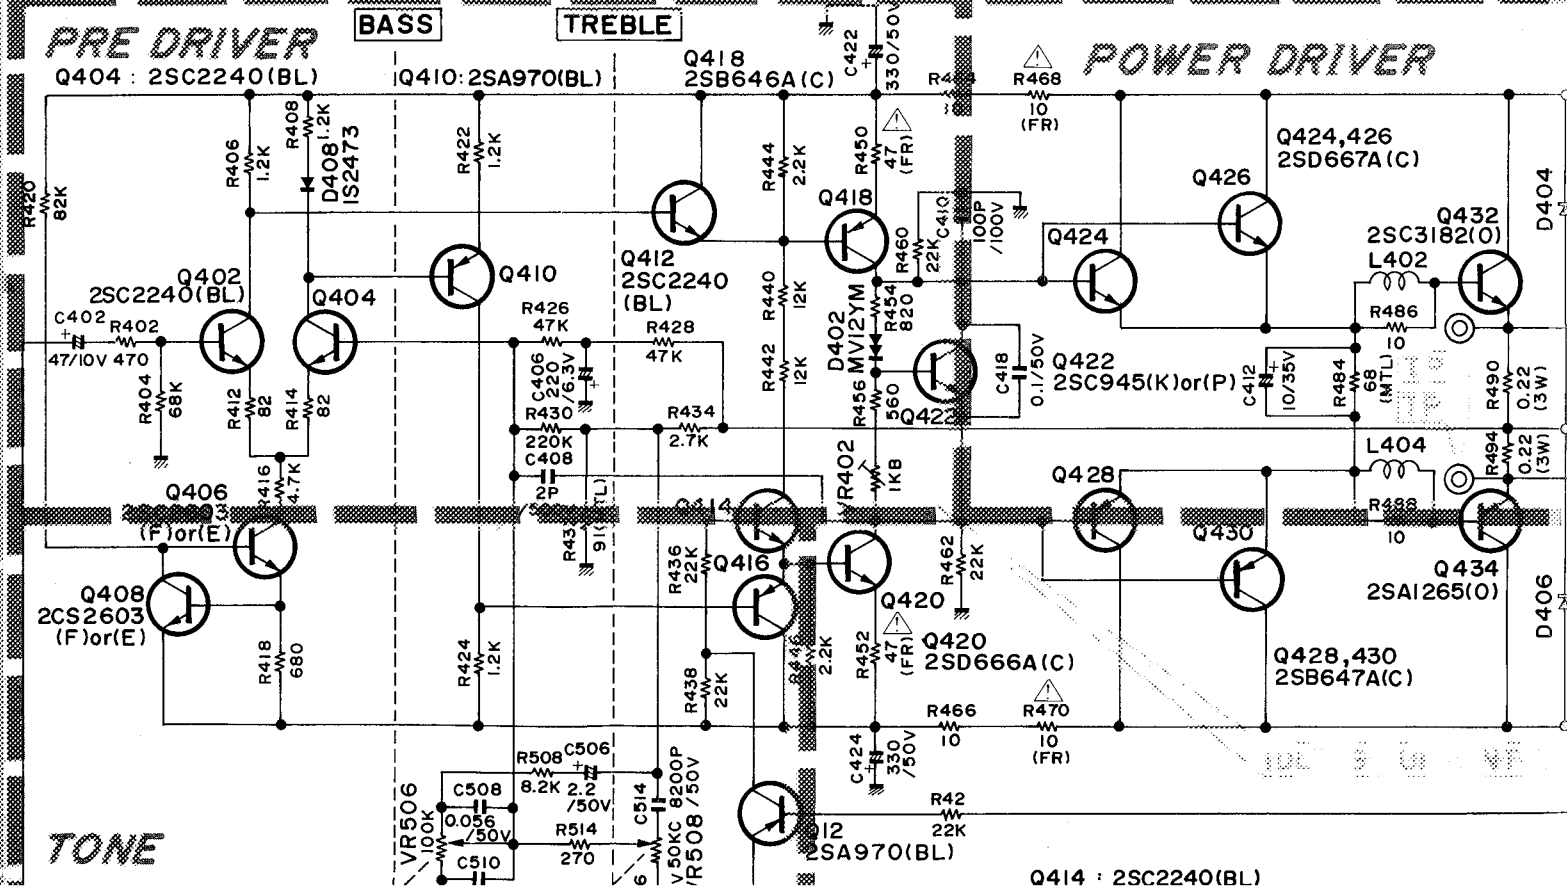 BASS
TREBLE
PRE DRIVER
POWER DRIVER
Q404 : 2SC2240(BL)
Q410:2SA970(BL)
Q418
2SB646A(C)
C422
330/50V
R468
10
(FR)
R408
1.2K
R406
1.2K
D408
1S2473
R422
1.2K
R444
2.2K
R450
47
(FR)
Q424,426
2SD667A(C)
R420
82K
Q418
Q426
C410
100P
/100V
D404
Q412
2SC2240
(BL)
R460
22K
Q424
Q432
2SC3182(O)
L402
Q402
2SC2240(BL)
Q404
Q410
R440
12K
R454
820
D402
MV12YM
C402
+
47/10V
R402
470
R426
47K
R428
47K
R486
10
R404
68K
R412
82
R414
82
C406
220
/6.3V
R442
12K
R456
560
Q422
C418
0.1/50V
Q422
2SC945(K)or(P)
C412
10/35V
R484
68
(MTL)
R490
0.22
(3W)
R430
220K
R434
2.7K
C408
2P
VR402
1KB
L404
R494
0.22
(3W)
Q406
(F)or(E)
R416
4.7K
Q414
Q428
R498
10
Q408
2CS2603
(F)or(E)
R436
22K
Q416
Q420
R462
22K
Q430
Q434
2SA1265(O)
D406
R418
680
R424
1.2K
R438
22K
R446
2.2K
R452
47
(FR)
Q420
2SD666A(C)
Q428,430
2SB647A(C)
R466
10
R470
10
(FR)
C424
330
/50V
TONE
VR506
100K
C508
0.056
/50V
C510
R508
8.2K
C506
2.2
/50V
R514
270
C514
8200P
/50V
50KC
VR508
R42
22K
2SA970(BL)
Q414 : 2SC2240(BL)